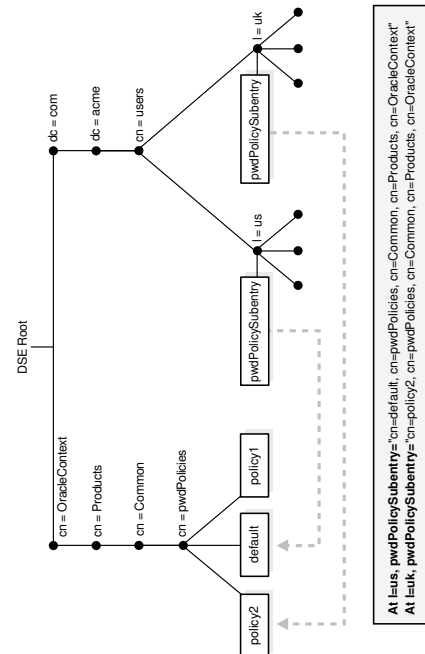 DSE Root
cn = OracleContext
dc = com
cn = Products
dc = acme
cn = Common
cn = users
cn = pwdPolicies
l = us
l = uk
policy2
default
policy1
pwdPolicySubentry
pwdPolicySubentry
At l=us, pwdPolicySubentry="cn=default, cn=pwdPolicies, cn=Common, cn=Products, cn=OracleContext"
At l=uk, pwdPolicySubentry="cn=policy2, cn=pwdPolicies, cn=Common, cn=Products, cn=OracleContext"